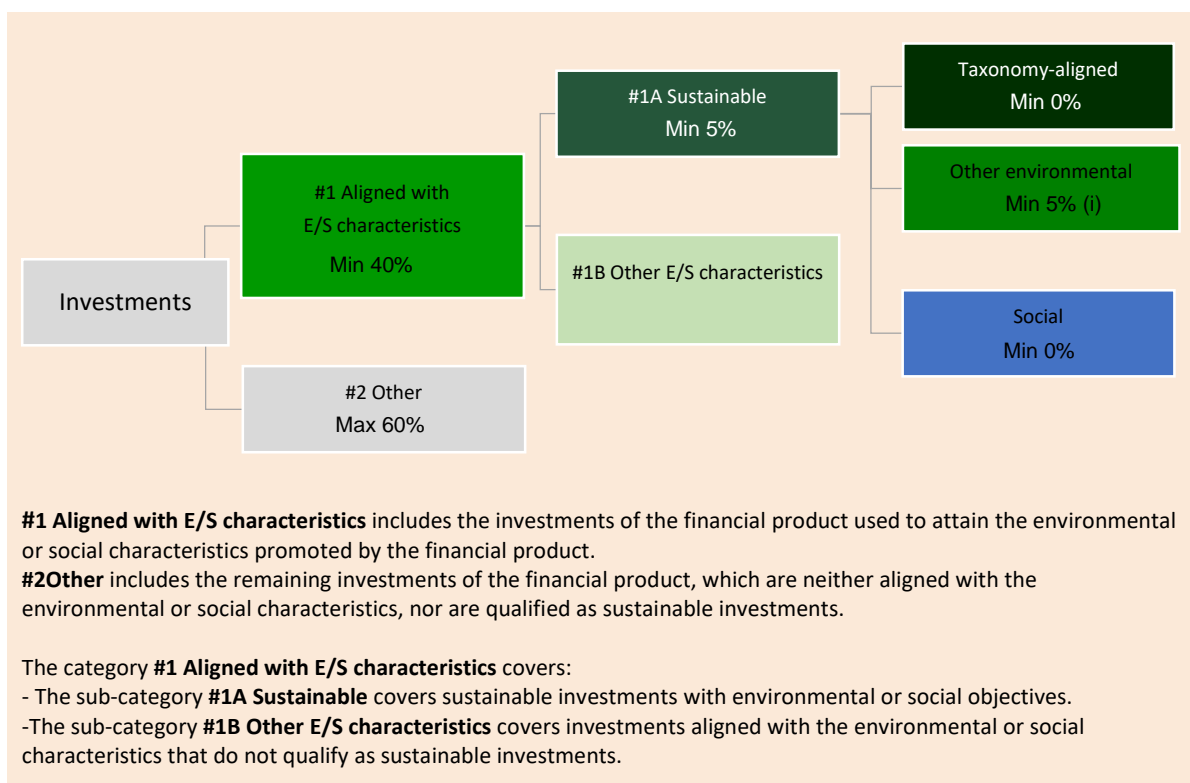 Investments
#1 Aligned with
E/S characteristics
Min 40%
#2 Other
Max 60%
#1A Sustainable
Min 5%
#1B Other E/S characteristics
Taxonomy-aligned
Min 0%
Other environmental
Min 5% (i)
Social
Min 0%
#1 Aligned with E/S characteristics includes the investments of the financial product used to attain the environmental
or social characteristics promoted by the financial product.
#2Other includes the remaining investments of the financial product, which are neither aligned with the
environmental or social characteristics, nor are qualified as sustainable investments.
The category #1 Aligned with E/S characteristics covers:
- The sub-category #1A Sustainable covers sustainable investments with environmental or social objectives.
-The sub-category #1B Other E/S characteristics covers investments aligned with the environmental or social
characteristics that do not qualify as sustainable investments.